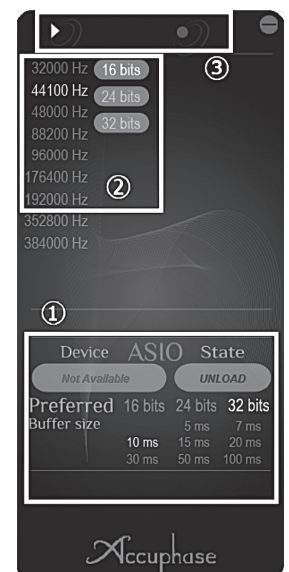 ③
32000 Hz 16 bits
44100 Hz 24 bits
48000 Hz 32 bits
88200 Hz
96000 Hz
176400 Hz ②
192000 Hz
352800 Hz
384000 Hz
①
Device ASIO State
Not Available UNLOAD
Preferred 16 bits 24 bits 32 bits
Buffer size 5 ms 7 ms
10 ms 15 ms 20 ms
30 ms 50 ms 100 ms
Accuphase